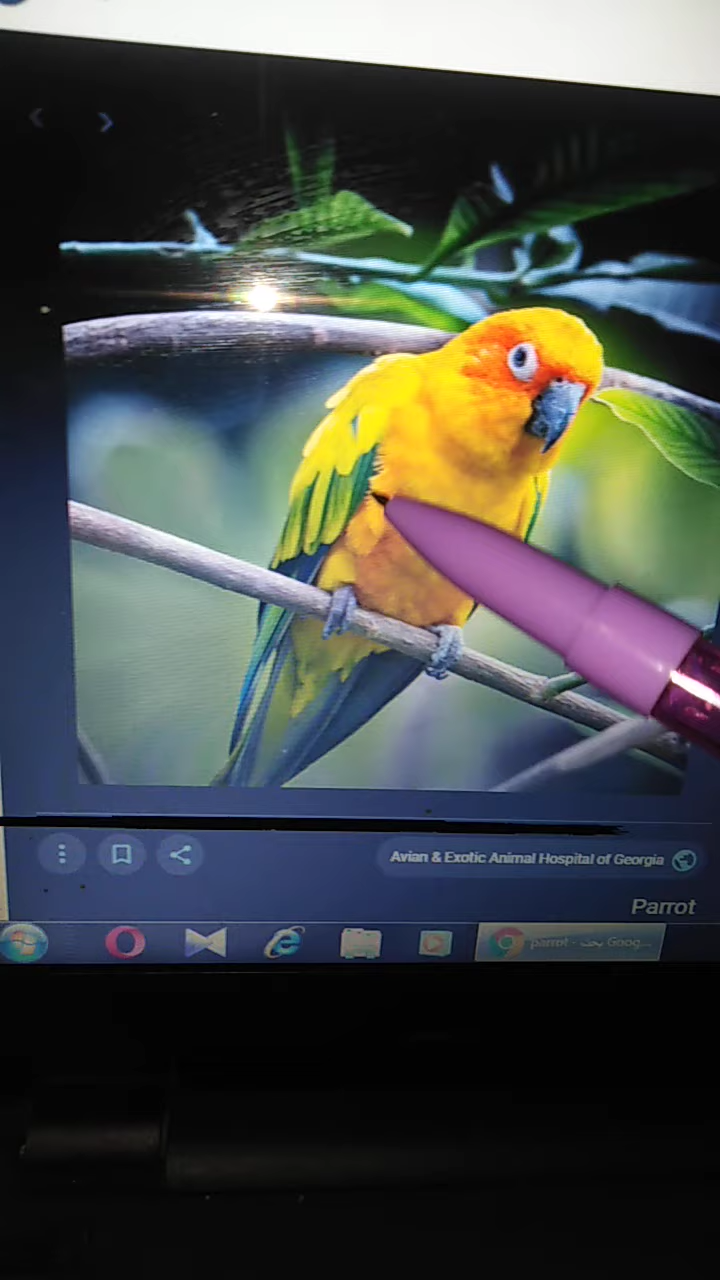 Avian & Exotic Animal Hospital of Georgia
Parrot
parrot - بحث Goog...